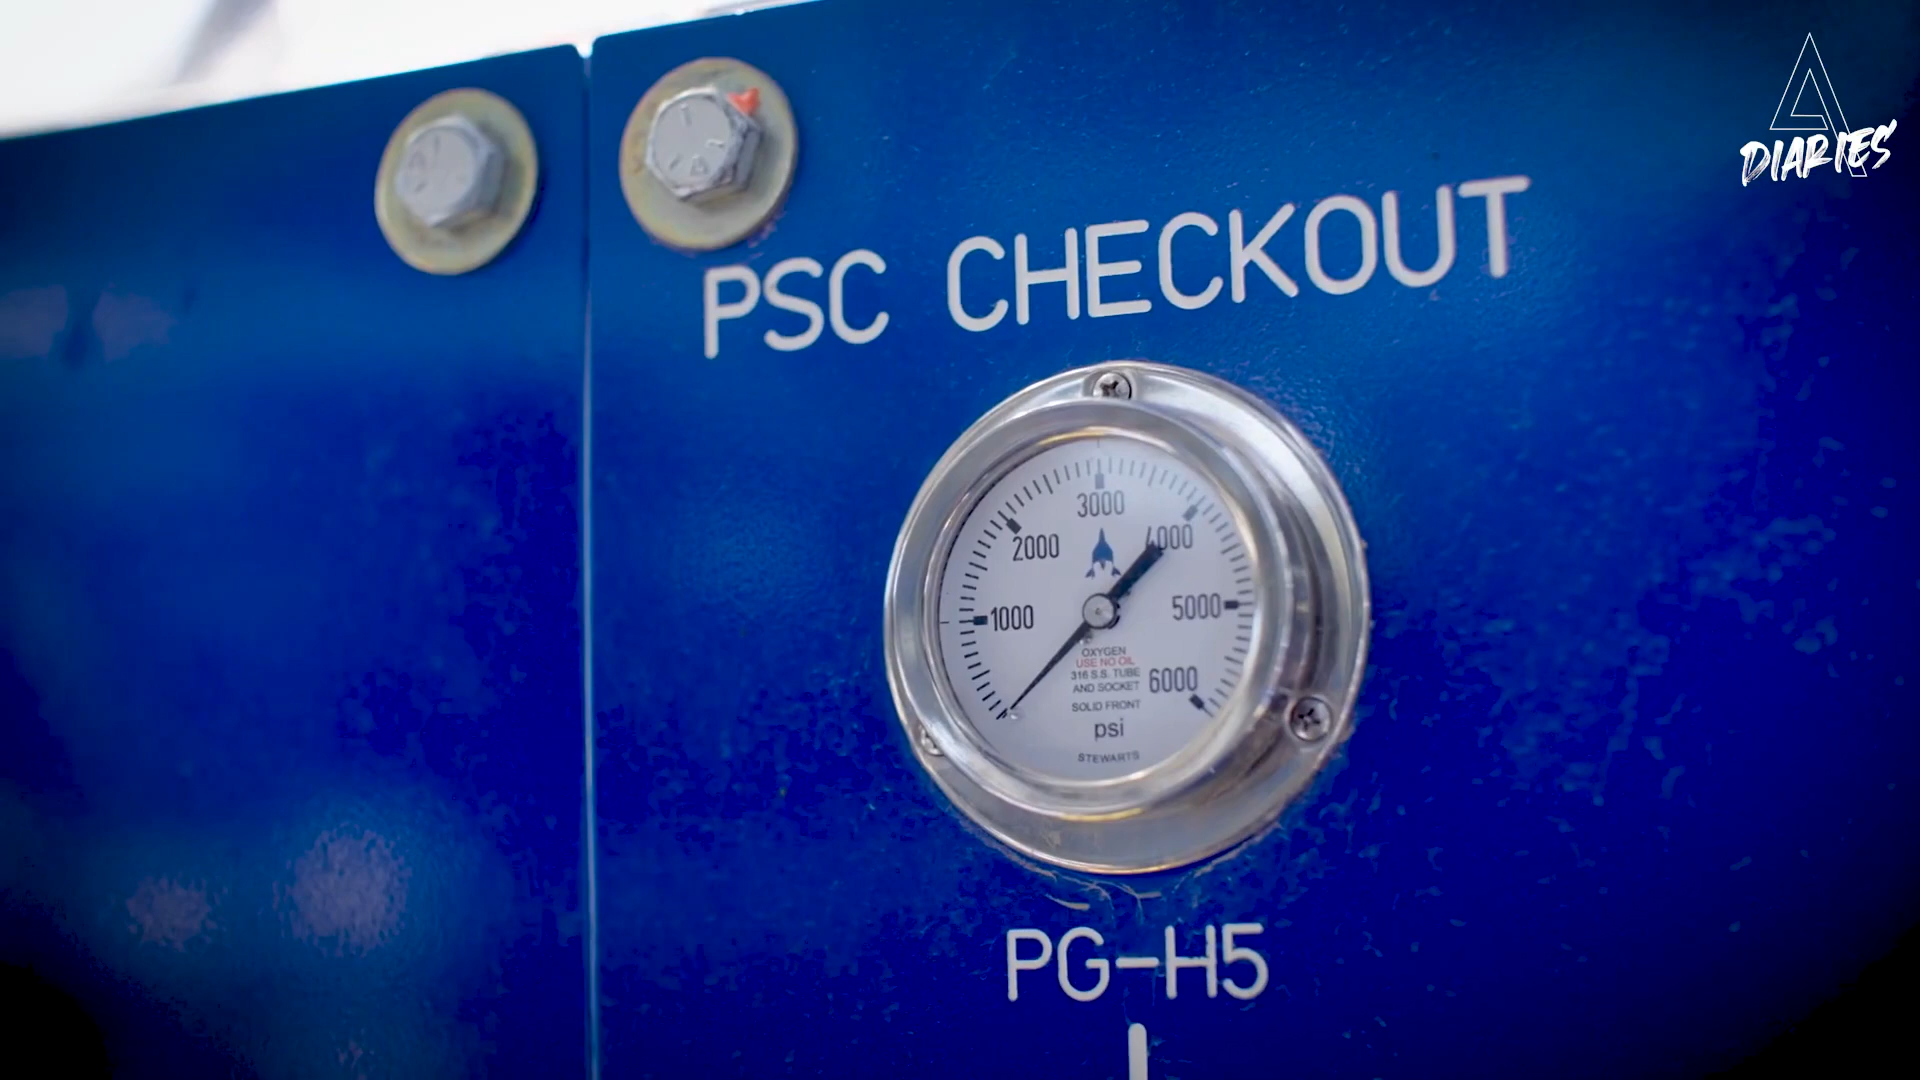 DIARIES
PSC CHECKOUT
3000
2000
4000
1000
5000
6000
OXYGEN
USE NO OIL
316 S.S. TUBE
AND SOCKET
SOLID FRONT
psi
STEWARTS
PG-H5